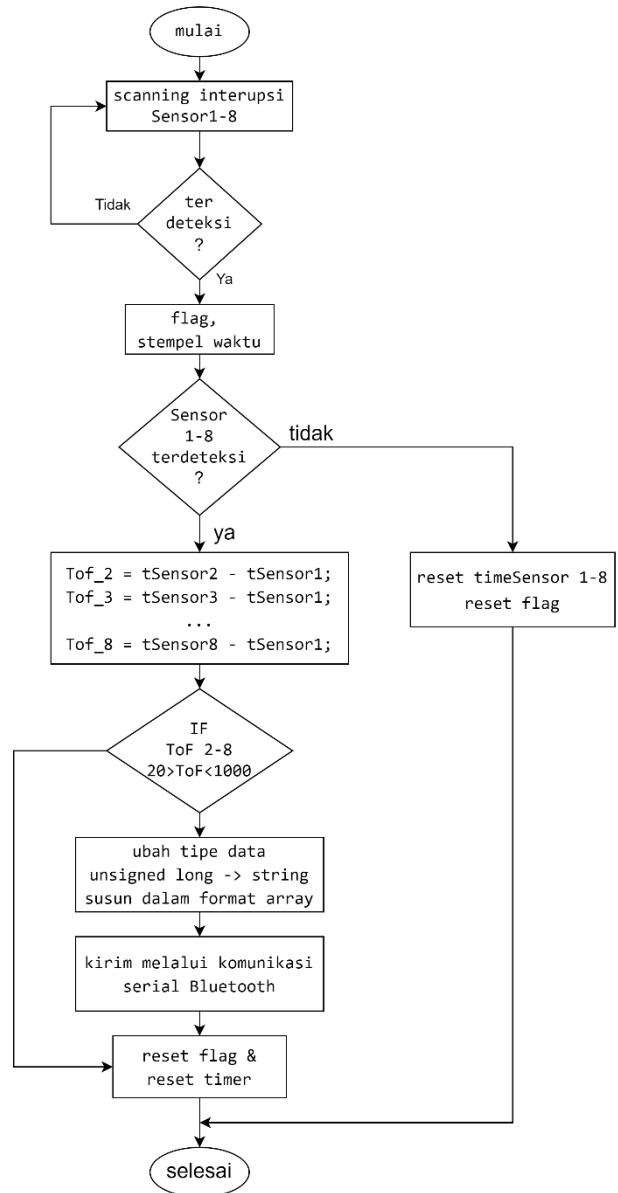 mulai
scanning interupsi
Sensor1-8
Tidak
ter
deteksi
?
Ya
flag,
stempel waktu
Sensor
1-8
terdeteksi
?
tidak
ya
Tof_2 = tSensor2 - tSensor1;
Tof_3 = tSensor3 - tSensor1;
...
Tof_8 = tSensor8 - tSensor1;
reset timeSensor 1-8
reset flag
IF
ToF 2-8
20>ToF<1000
ubah tipe data
unsigned long -> string
susun dalam format array
kirim melalui komunikasi
serial Bluetooth
reset flag &
reset timer
selesai